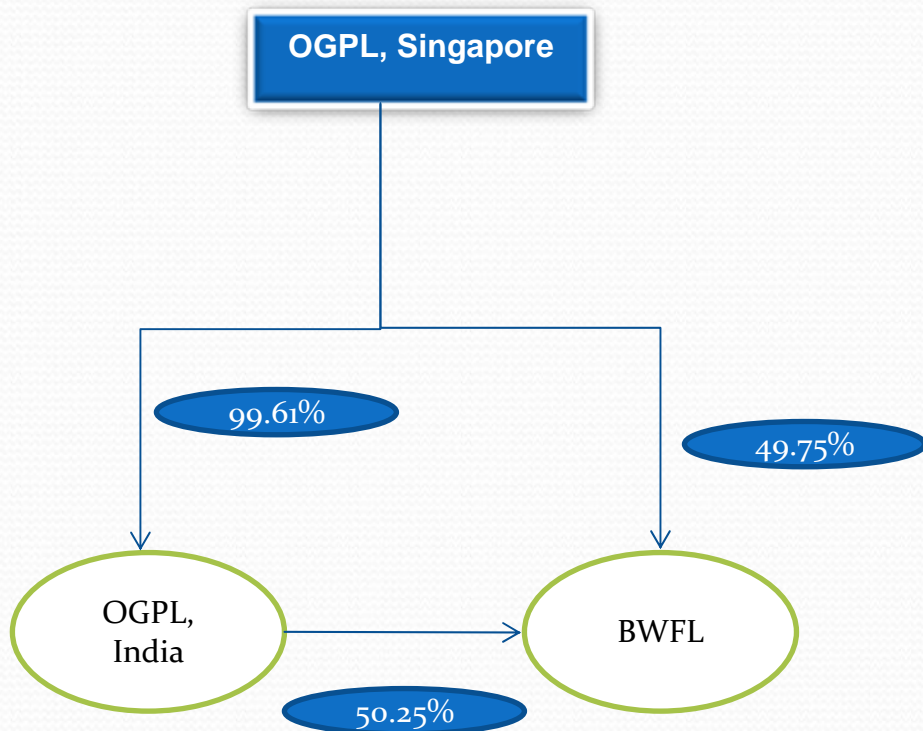 OGPL, Singapore
99.61%
49.75%
OGPL,
India
BWFL
50.25%